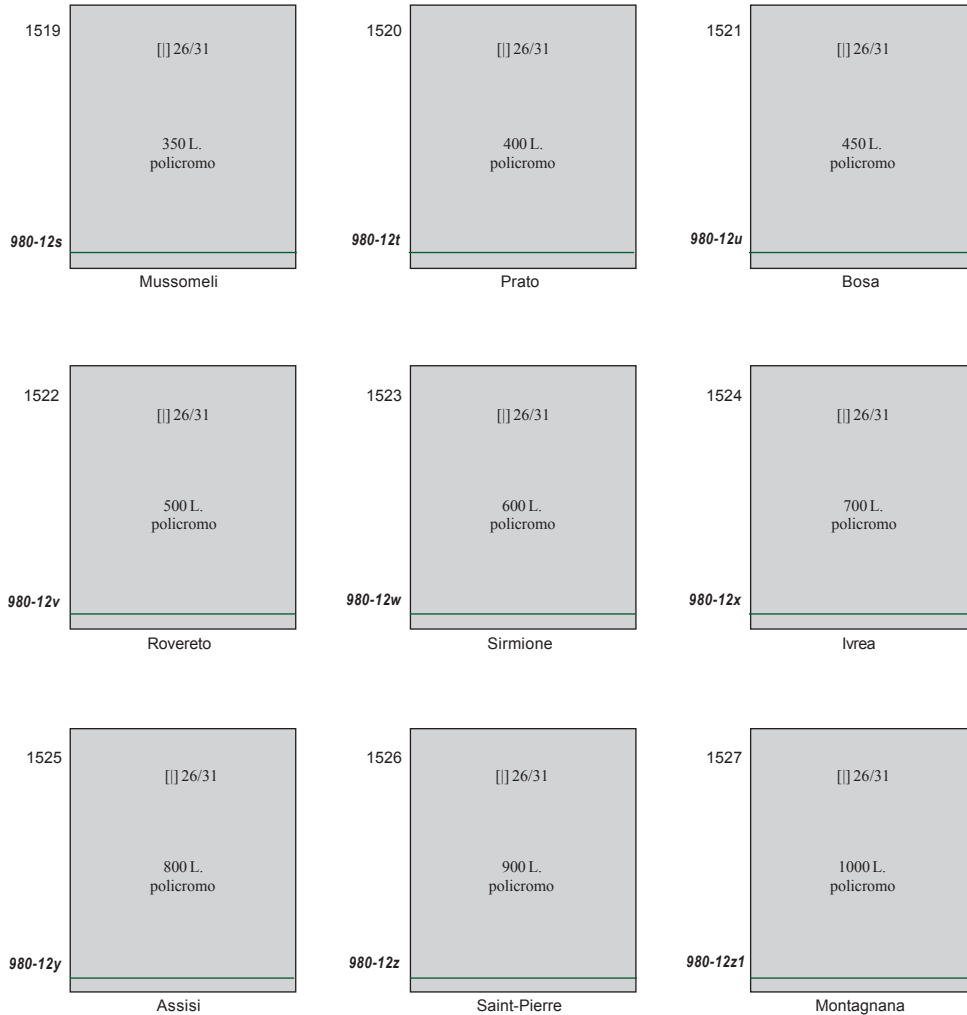 1519
[|] 26/31
350 L.
policromo
980-12s
Mussomeli
1520
[|] 26/31
400 L.
policromo
980-12t
Prato
1521
[|] 26/31
450 L.
policromo
980-12u
Bosa
1522
[|] 26/31
500 L.
policromo
980-12v
Rovereto
1523
[|] 26/31
600 L.
policromo
980-12w
Sirmione
1524
[|] 26/31
700 L.
policromo
980-12x
Ivrea
1525
[|] 26/31
800 L.
policromo
980-12y
Assisi
1526
[|] 26/31
900 L.
policromo
980-12z
Saint-Pierre
1527
[|] 26/31
1000 L.
policromo
980-12z1
Montagnana